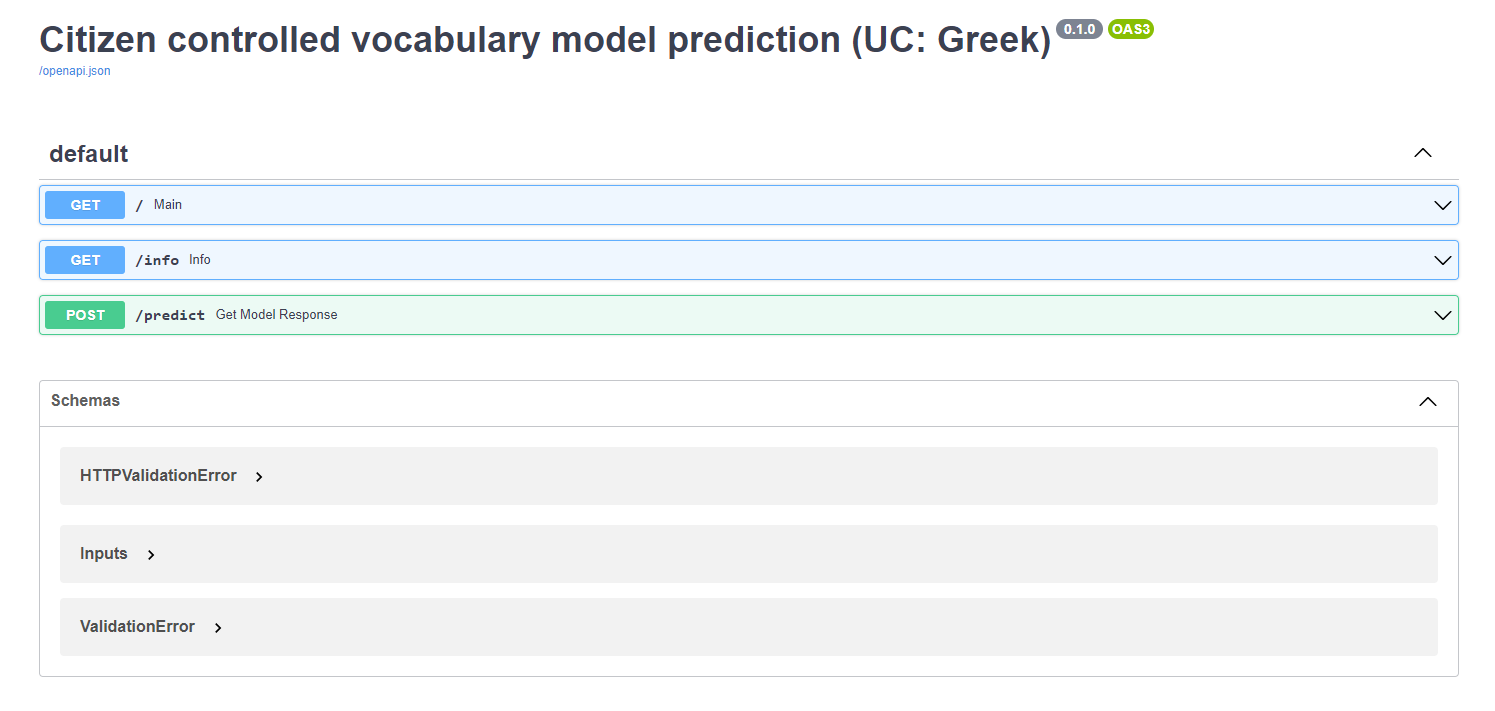 Citizen controlled vocabulary model prediction (UC: Greek) 0.1.0 OAS3
/openapi.json
default
GET / Main
GET /info Info
POST /predict Get Model Response
Schemas
HTTPValidationError
Inputs
ValidationError